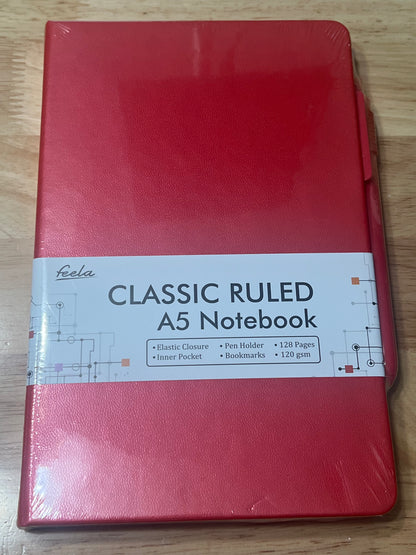 feela
CLASSIC RULED
A5 Notebook
• Elastic Closure • Pen Holder • 128 Pages
• Inner Pocket • Bookmarks • 120 gsm